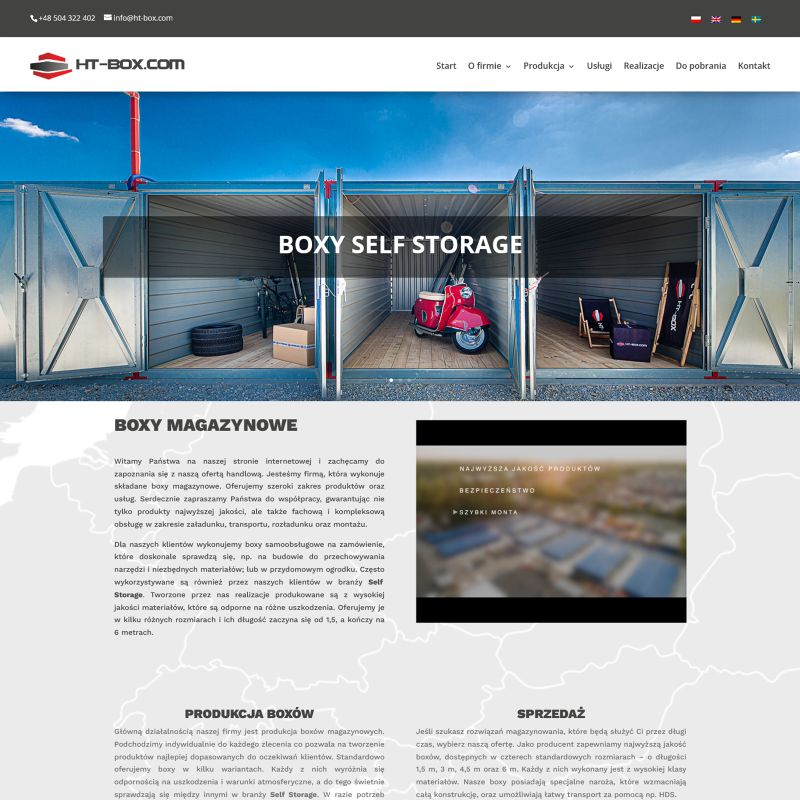 +48 504 322 402 info@ht-box.com
HT-BOX.COM
Start O firmie Produkcja Usługi Realizacje Do pobrania Kontakt
BOXY SELF STORAGE
HT-BOX
BOXY MAGAZYNOWE
Witamy Państwa na naszej stronie internetowej i zachęcamy do
zapoznania się z naszą ofertą handlową. Jesteśmy firmą, która wykonuje
składane boxy magazynowe. Oferujemy szeroki zakres produktów oraz
usług. Serdecznie zapraszamy Państwa do współpracy, gwarantując nie
tylko produkty najwyższej jakości, ale także fachową i kompleksową
obsługę w zakresie załadunku, transportu, rozładunku oraz montażu.
Dla naszych klientów wykonujemy boxy samoobsługowe na zamówienie,
które doskonale sprawdzą się, np. na budowie do przechowywania
narzędzi i niezbędnych materiałów; lub w przydomowym ogrodku. Często
wykorzystywane są również przez naszych klientów w branży Self
Storage. Tworzone przez nas realizacje produkowane są z wysokiej
jakości materiałów, które są odporne na różne uszkodzenia. Oferujemy je
w kilku różnych rozmiarach i ich długość zaczyna się od 1,5, a kończy na
6 metrach.
NAJWYŻSZA JAKOŚĆ PRODUKTÓW
BEZPIECZEŃSTWO
SZYBKI MONTA
PRODUKCJA BOXÓW
Główną działalnością naszej firmy jest produkcja boxów magazynowych.
Podchodzimy indywidualnie do każdego zlecenia co pozwala na tworzenie
produktów najlepiej dopasowanych do oczekiwań klientów. Standardowo
oferujemy boxy w kilku wariantach. Każdy z nich wyróżnia się
odpornością na uszkodzenia i warunki atmosferyczne, a do tego świetnie
sprawdzają się między innymi w branży Self Storage. W razie potrzeb
SPRZEDAŻ
Jeśli szukasz rozwiązań magazynowania, które będą służyć Ci przez długi
czas, wybierz naszą ofertę. Jako producent zapewniamy najwyższą jakość
boxów, dostępnych w czterech standardowych rozmiarach – o długości
1,5 m, 3 m, 4,5 m oraz 6 m. Każdy z nich wykonany jest z wysokiej klasy
materiałów. Nasze boxy posiadają specjalne naroża, które wzmacniają
całą konstrukcję, oraz umożliwiają łatwy transport za pomocą np. HDS.